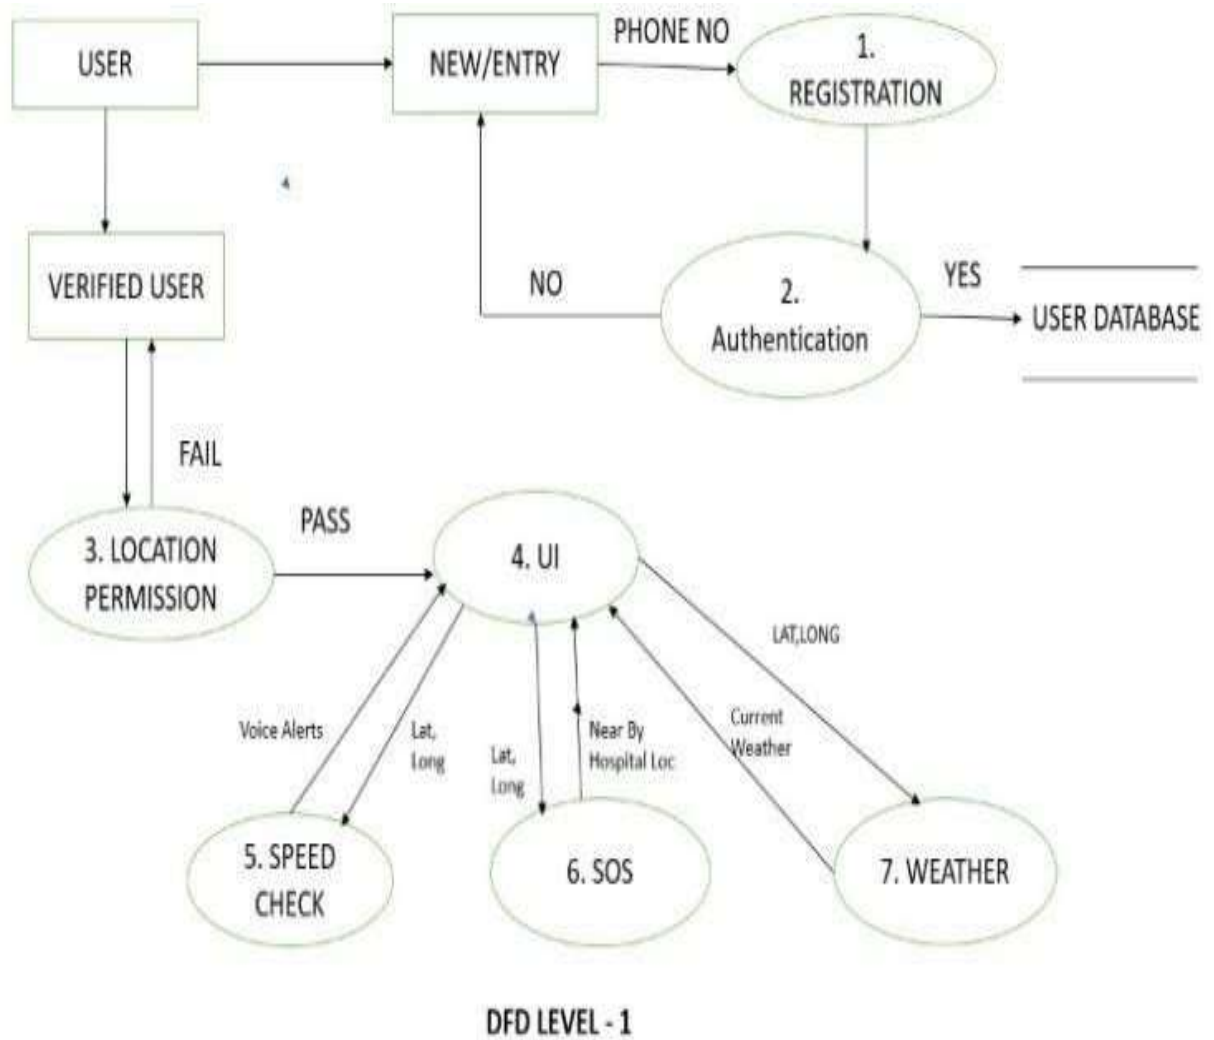 USER
NEW/ENTRY
PHONE NO
1.
REGISTRATION
VERIFIED USER
NO
2.
Authentication
YES
USER DATABASE
FAIL
PASS
3. LOCATION
PERMISSION
4. UI
LAT,LONG
Voice Alerts
Lat,
Long
Lat,
Long
Near By
Hospital Loc
Current
Weather
5. SPEED
CHECK
6. SOS
7. WEATHER
DFD LEVEL - 1